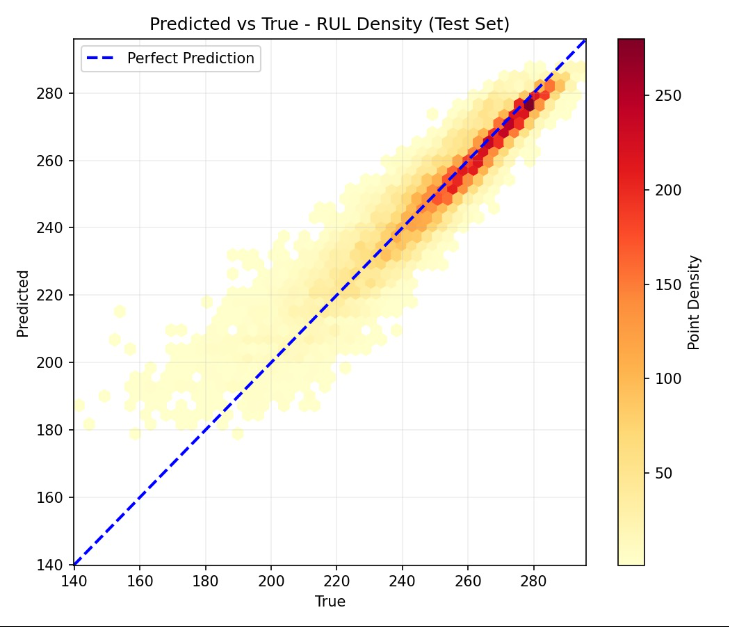 Predicted vs True - RUL Density (Test Set)
Perfect Prediction
280
260
240
220
200
180
160
140
Predicted
140 160 180 200 220 240 260 280
True
250
200
150
100
50
Point Density